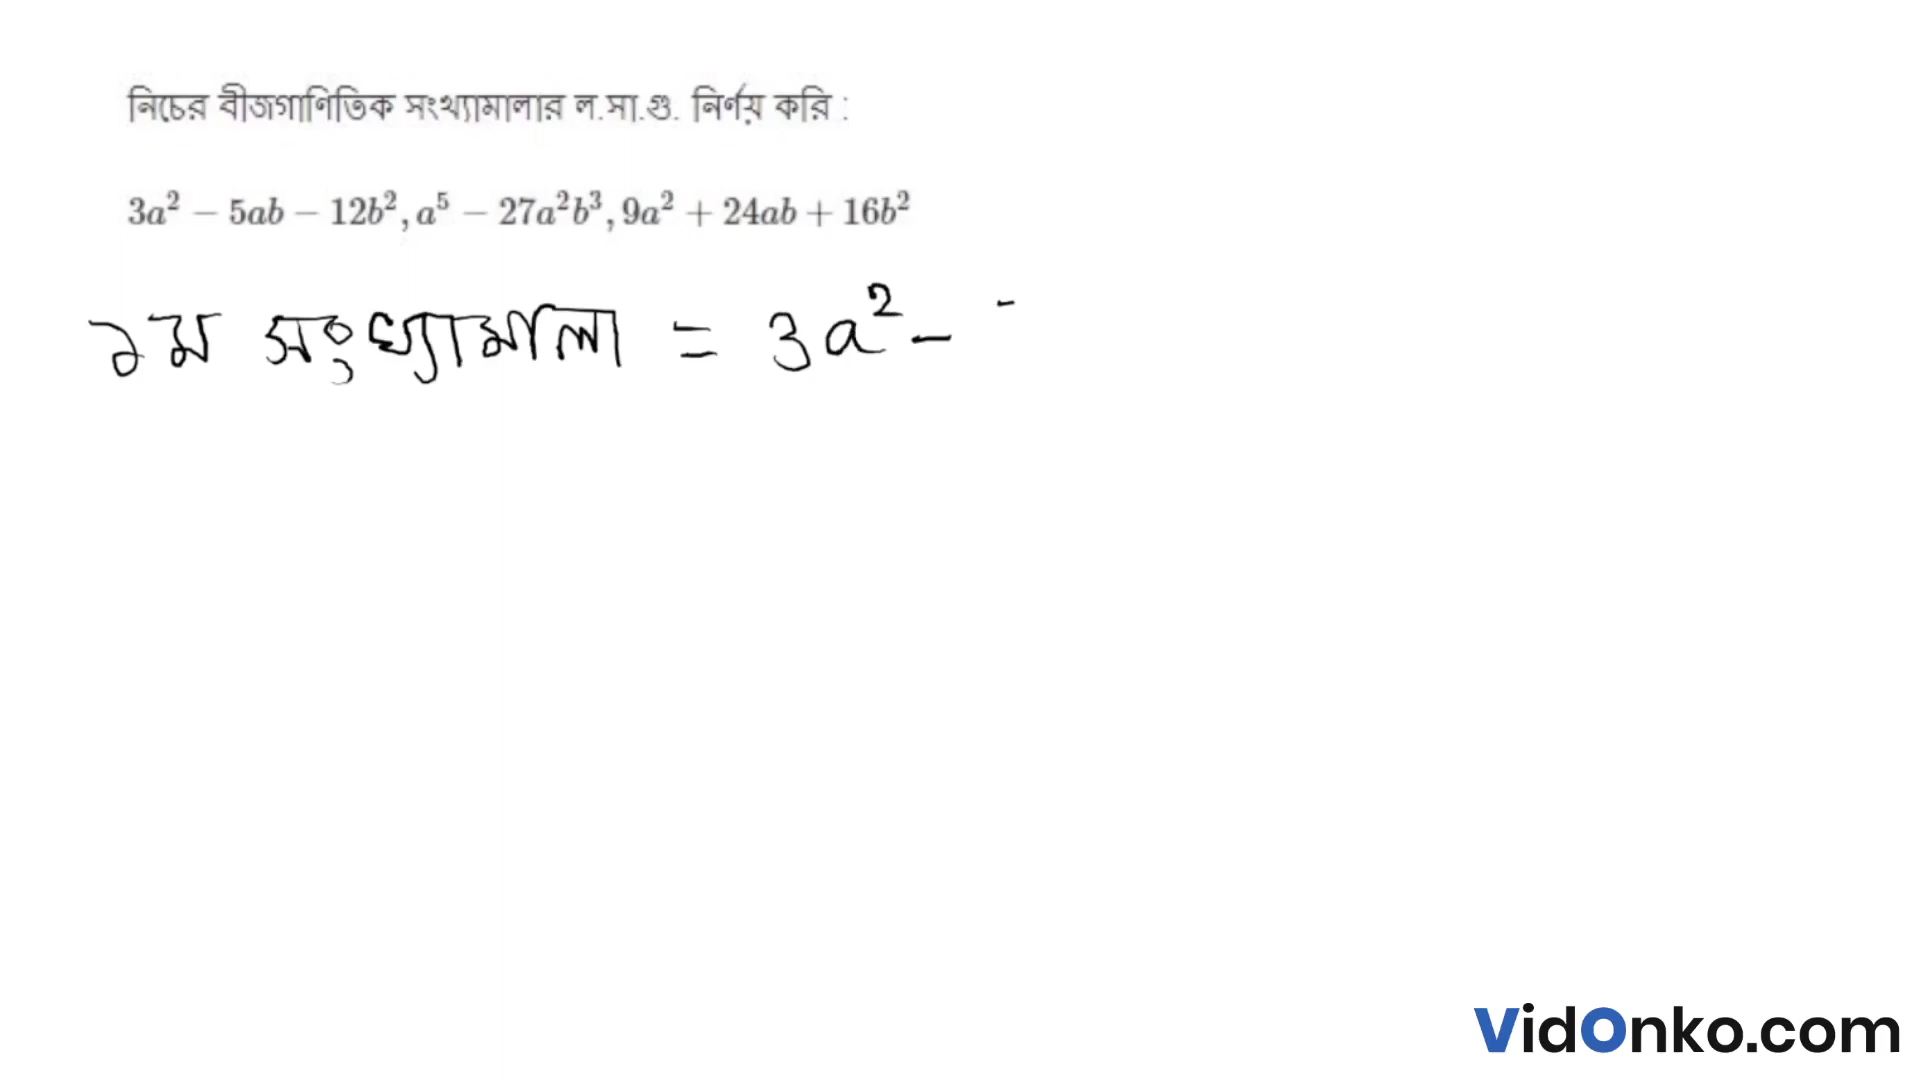 নিচের বীজগাণিতিক সংখ্যামালার ল.সা.গু. নির্ণয় করি :
3a² − 5ab − 12b², a⁵ − 27a²b³, 9a² + 24ab + 16b²
১ম সংখ্যামালা = 3a² −
VidOnko.com